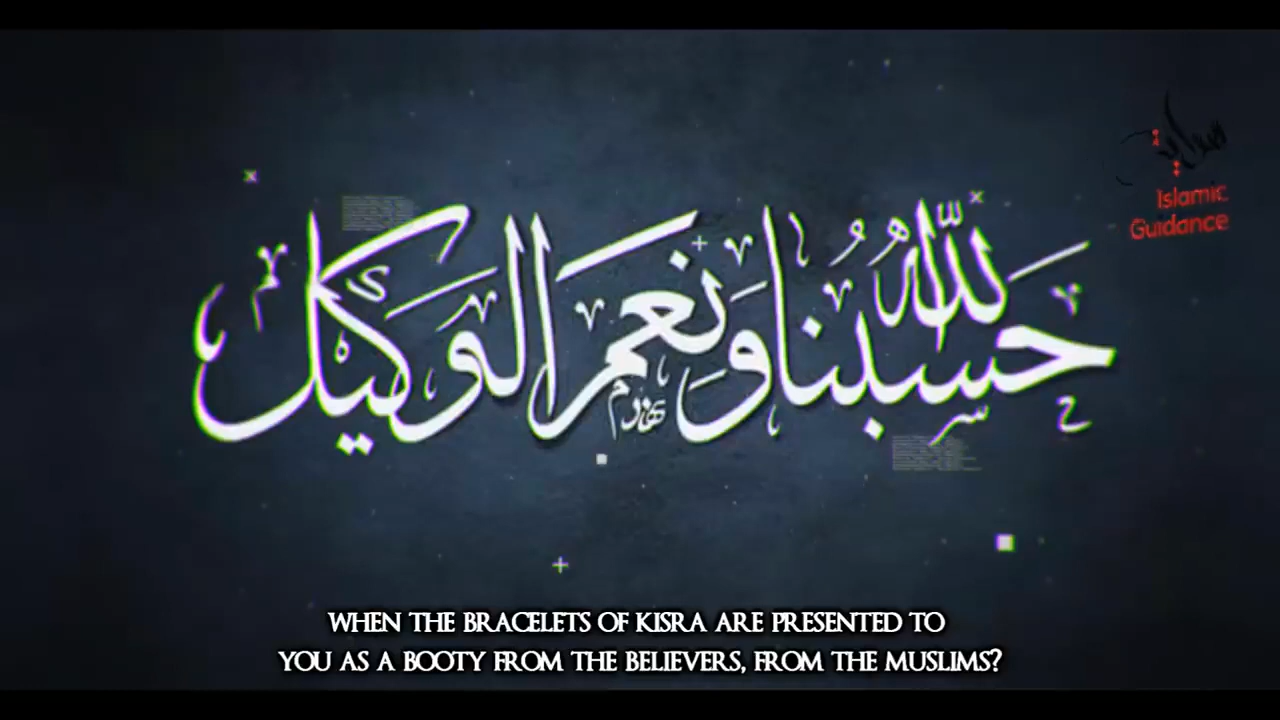 هداية
Islamic
Guidance
حسبنا الله ونعم الوكيل
WHEN THE BRACELETS OF KISRA ARE PRESENTED TO
YOU AS A BOOTY FROM THE BELIEVERS, FROM THE MUSLIMS?